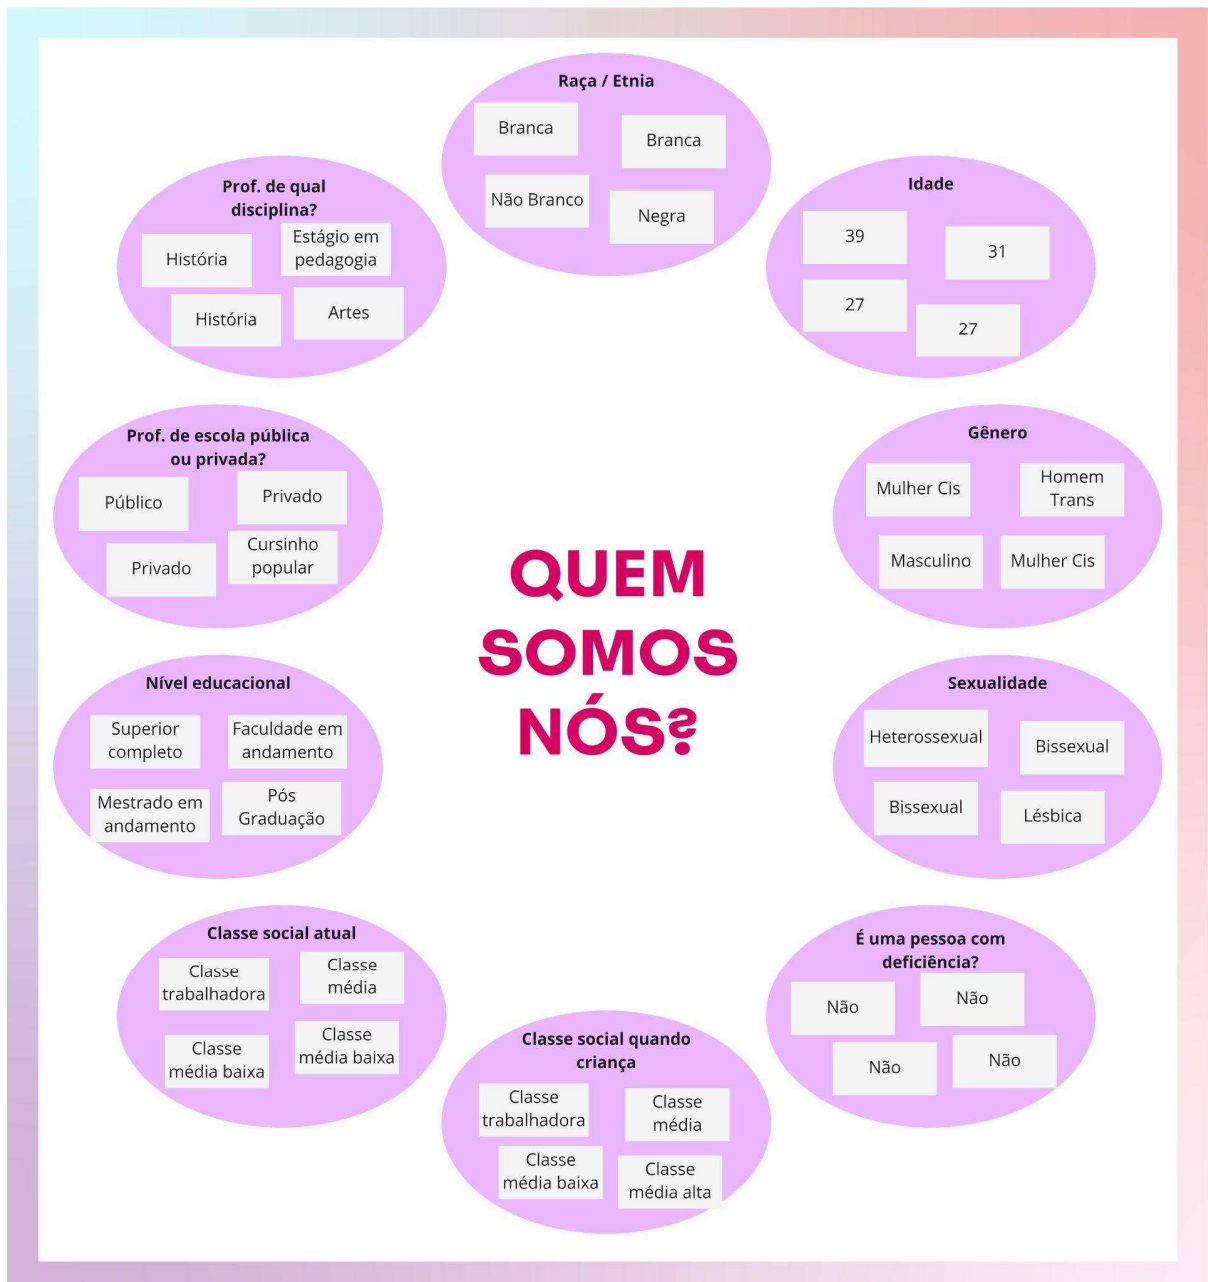 Raça / Etnia
Branca
Branca
Não Branco
Negra
Prof. de qual
disciplina?
História
Estágio em
pedagogia
História
Artes
Idade
39
31
27
27
Prof. de escola pública
ou privada?
Público
Privado
Privado
Cursinho
popular
Gênero
Mulher Cis
Homem
Trans
Masculino
Mulher Cis
QUEM
SOMOS
NÓS?
Nível educacional
Superior
completo
Faculdade em
andamento
Mestrado em
andamento
Pós
Graduação
Sexualidade
Heterossexual
Bissexual
Bissexual
Lésbica
Classe social atual
Classe
trabalhadora
Classe
média
Classe
média baixa
Classe
média baixa
Classe social quando
criança
Classe
trabalhadora
Classe
média
Classe
média baixa
Classe
média alta
É uma pessoa com
deficiência?
Não
Não
Não
Não